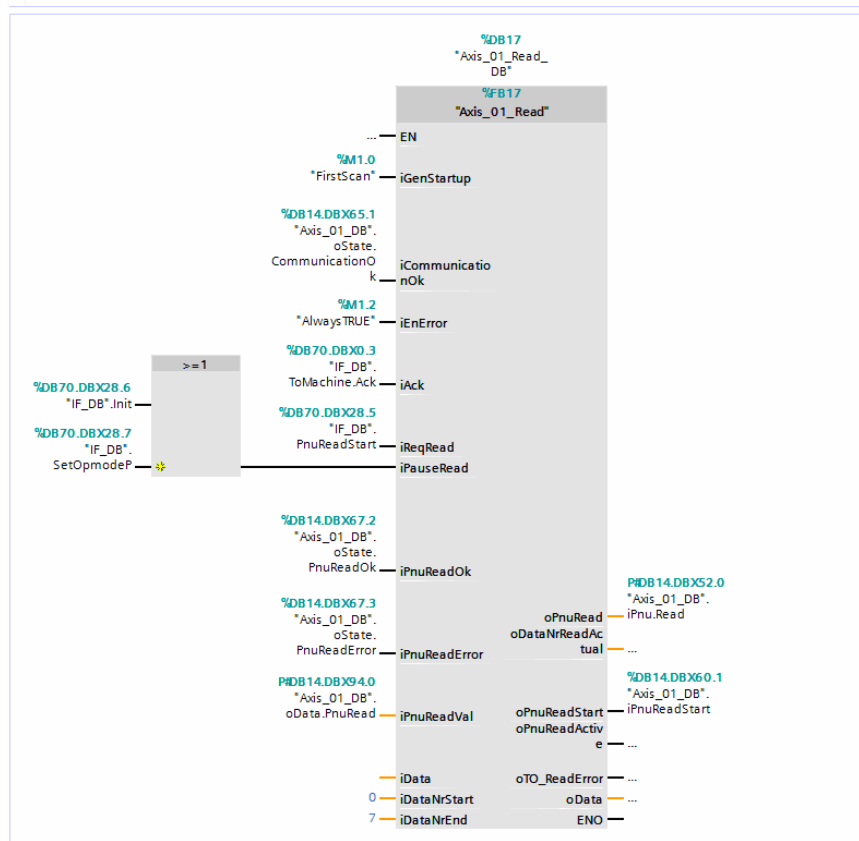 %DB17
"Axis_01_Read_
DB"
%FB17
"Axis_01_Read"
... EN
%M1.0
"FirstScan" iGenStartup
%DB14.DBX65.1
"Axis_01_DB".
oState.
CommunicationO
k
iCommunicatio
nOk
%M1.2
"AlwaysTRUE" iEnError
%DB70.DBX0.3
"IF_DB".
ToMachine.Ack iAck
>=1
%DB70.DBX28.6
"IF_DB".Init
%DB70.DBX28.7
"IF_DB".
SetOpmodeP
%DB70.DBX28.5
"IF_DB".
PnuReadStart iReqRead
iPauseRead
%DB14.DBX67.2
"Axis_01_DB".
oState.
PnuReadOk iPnuReadOk
%DB14.DBX67.3
"Axis_01_DB".
oState.
PnuReadError iPnuReadError
P#DB14.DBX94.0
"Axis_01_DB".
oData.PnuRead iPnuReadVal
iData
0 iDataNrStart
7 iDataNrEnd
P#DB14.DBX52.0
"Axis_01_DB".
oPnuRead iPnu.Read
oDataNrReadAc
tual ...
%DB14.DBX60.1
"Axis_01_DB".
oPnuReadStart iPnuReadStart
oPnuReadActiv
e ...
oTO_ReadError ...
oData ...
ENO